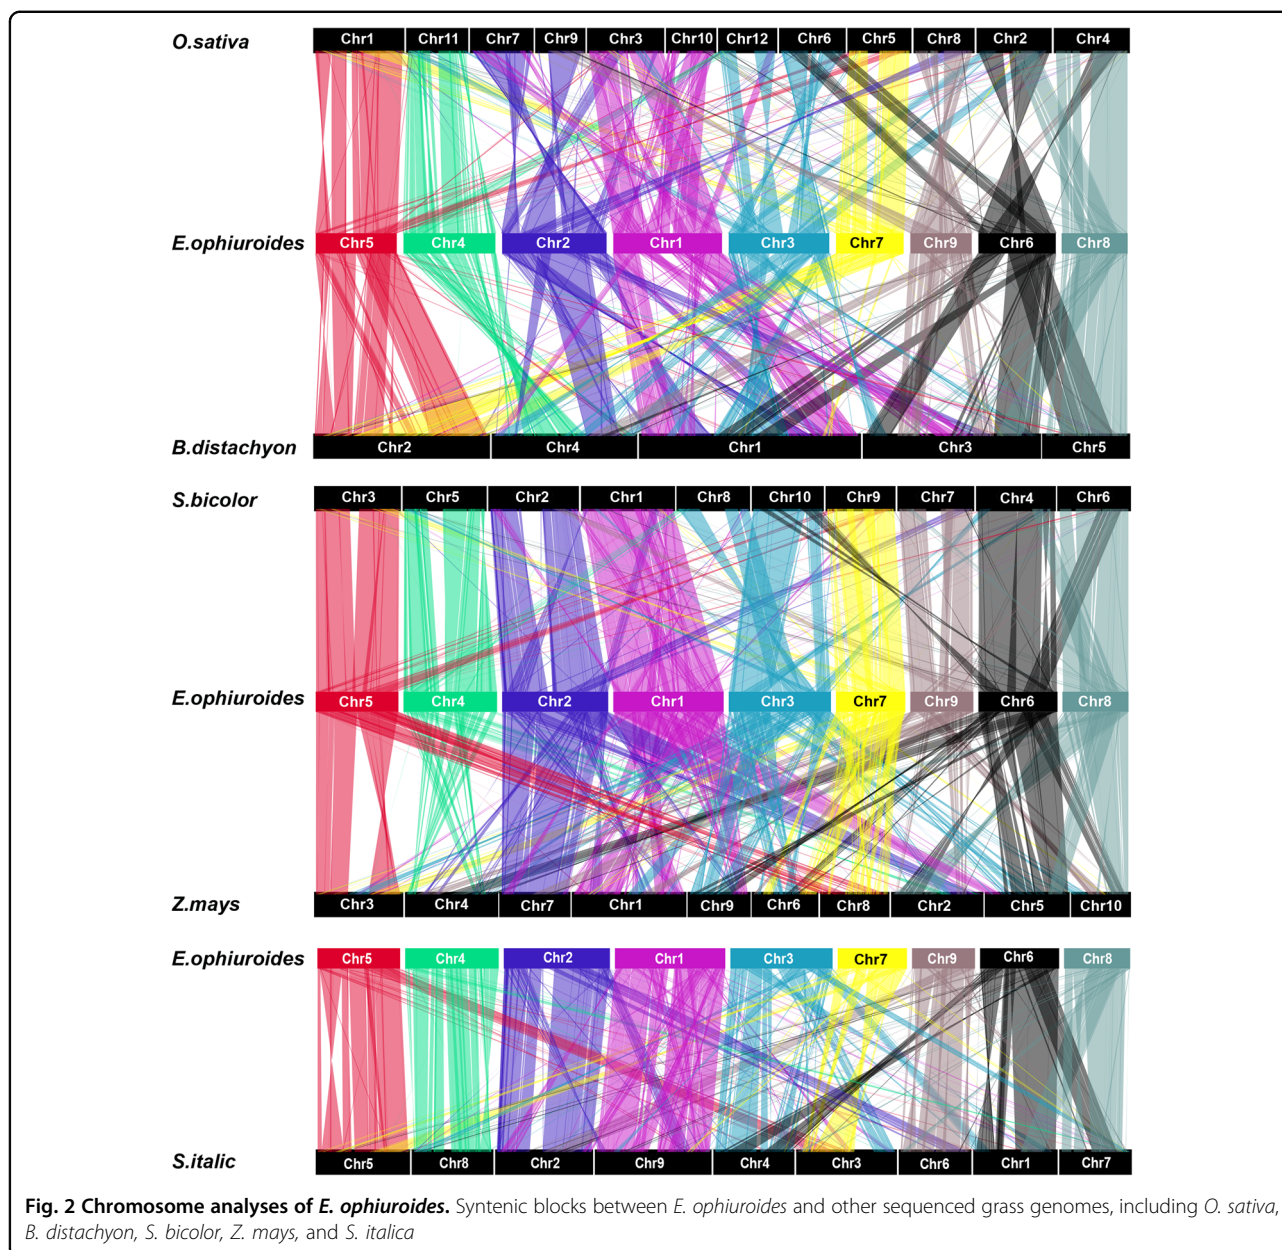 O.sativa Chr1 Chr11 Chr7 Chr9 Chr3 Chr10 Chr12 Chr6 Chr5 Chr8 Chr2 Chr4
E.ophiuroides Chr5 Chr4 Chr2 Chr1 Chr3 Chr7 Chr9 Chr6 Chr8
B.distachyon Chr2 Chr4 Chr1 Chr3 Chr5
S.bicolor Chr3 Chr5 Chr2 Chr1 Chr8 Chr10 Chr9 Chr7 Chr4 Chr6
E.ophiuroides Chr5 Chr4 Chr2 Chr1 Chr3 Chr7 Chr9 Chr6 Chr8
Z.mays Chr3 Chr4 Chr7 Chr1 Chr9 Chr6 Chr8 Chr2 Chr5 Chr10
E.ophiuroides Chr5 Chr4 Chr2 Chr1 Chr3 Chr7 Chr9 Chr6 Chr8
S.italic Chr5 Chr8 Chr2 Chr9 Chr4 Chr3 Chr6 Chr1 Chr7
Fig. 2 Chromosome analyses of E. ophiuroides. Syntenic blocks between E. ophiuroides and other sequenced grass genomes, including O. sativa,
B. distachyon, S. bicolor, Z. mays, and S. italica